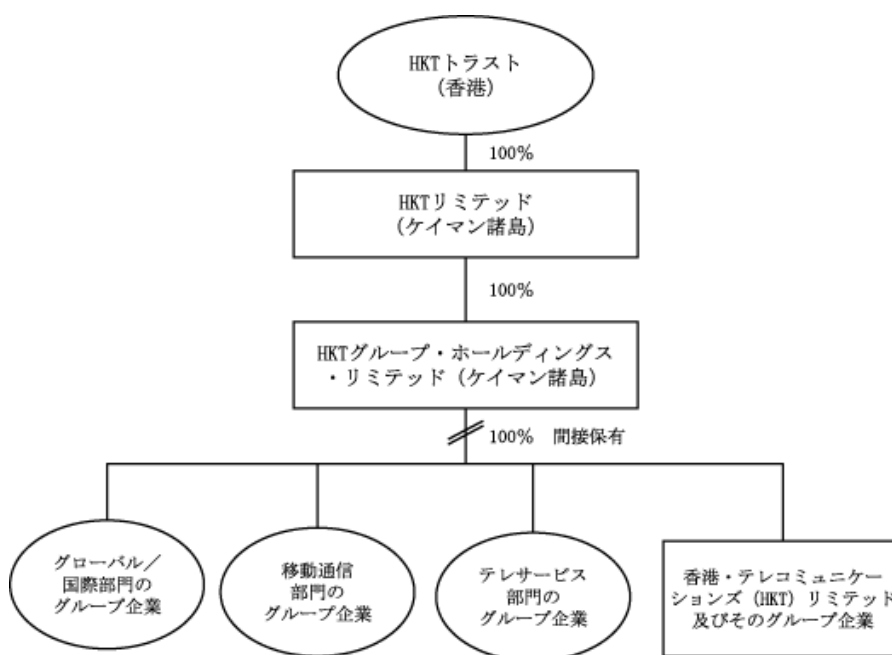 HKTトラスト
（香港）
100%
HKTリミテッド
（ケイマン諸島）
100%
HKTグループ・ホールディングス
・リミテッド（ケイマン諸島）
100%　間接保有
グローバル／
国際部門の
グループ企業
移動通信
部門の
グループ企業
テレサービス
部門の
グループ企業
香港・テレコミュニケー
ションズ（HKT）リミテッド
及びそのグループ企業